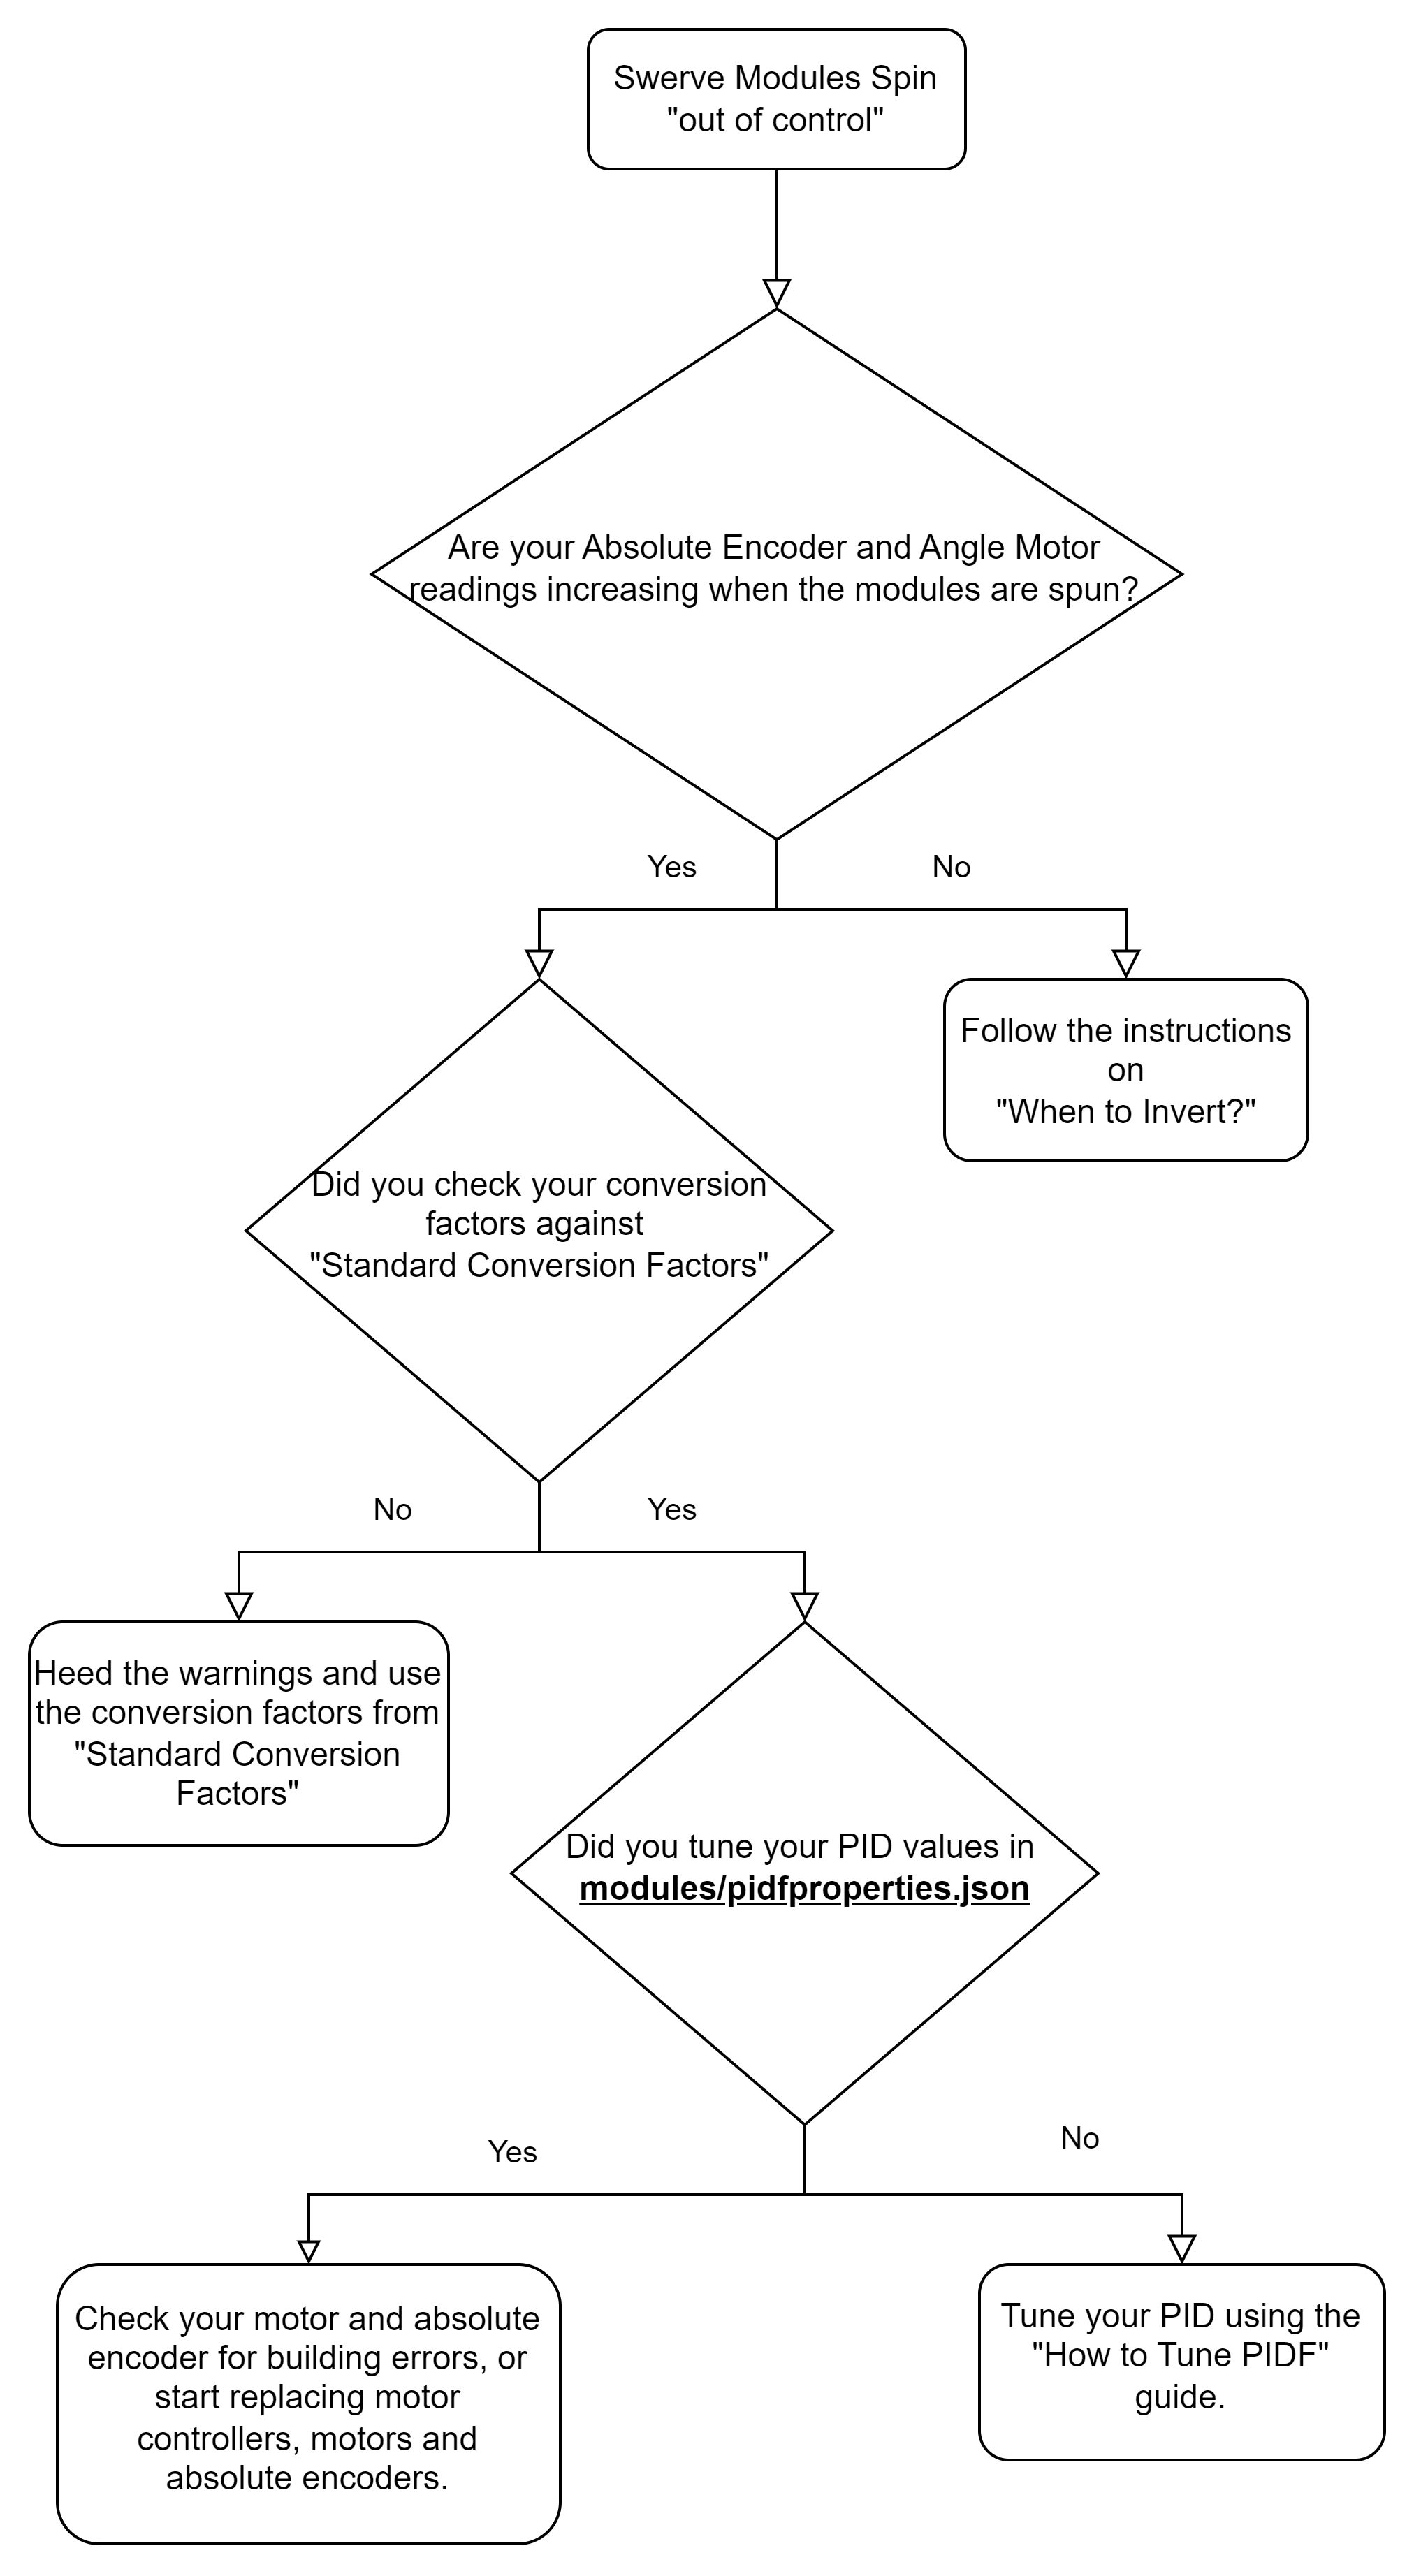 Swerve Modules Spin
"out of control"
Are your Absolute Encoder and Angle Motor
readings increasing when the modules are spun?
Yes
No
Follow the instructions
on
"When to Invert?"
Did you check your conversion
factors against
"Standard Conversion Factors"
No
Yes
Heed the warnings and use
the conversion factors from
"Standard Conversion
Factors"
Did you tune your PID values in
modules/pidfproperties.json
Yes
No
Check your motor and absolute
encoder for building errors, or
start replacing motor
controllers, motors and
absolute encoders.
Tune your PID using the
"How to Tune PIDF"
guide.